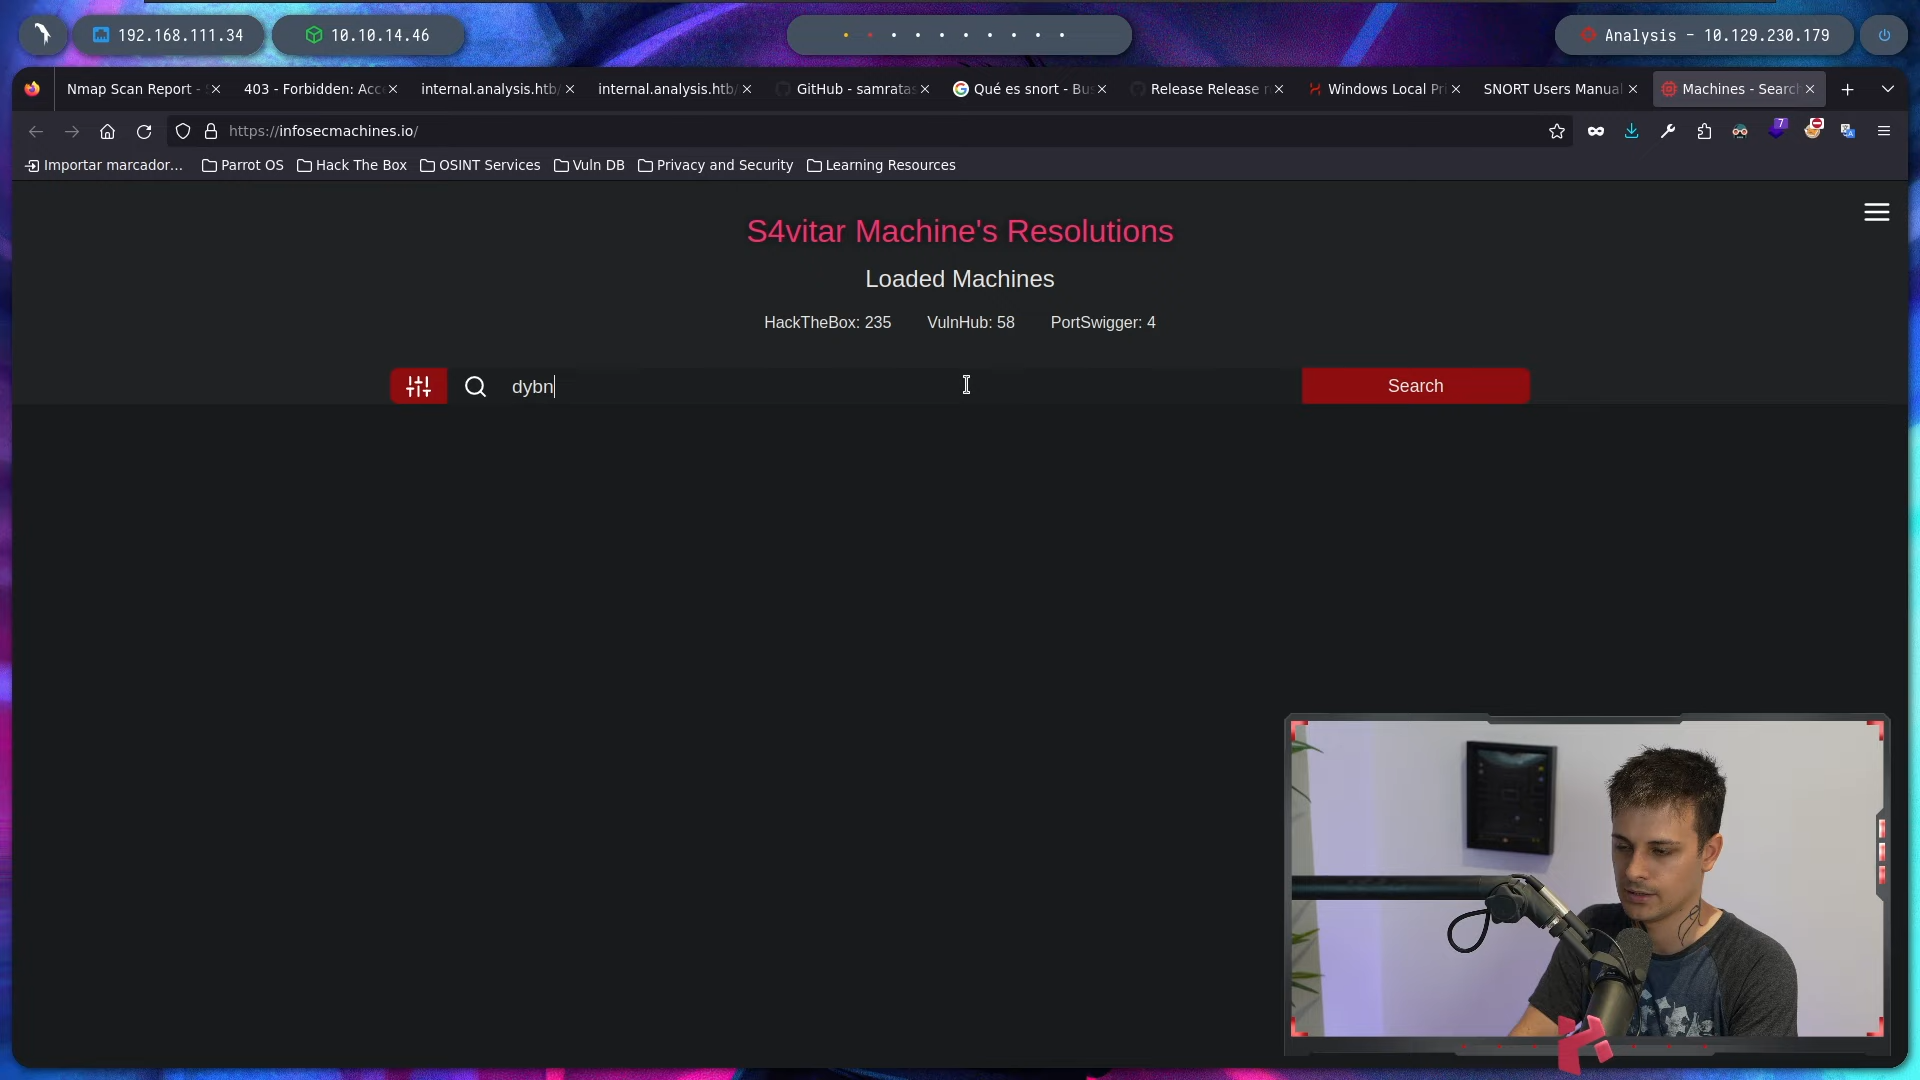 192.168.111.34
10.10.14.46
Analysis - 10.129.230.179
Nmap Scan Report -
403 - Forbidden: Acc
internal.analysis.htb/
internal.analysis.htb/
GitHub - samratas
Qué es snort - Bu
Release Release
Windows Local Pri
SNORT Users Manual
Machines - Search
https://infosecmachines.io/
7
Importar marcador...
Parrot OS
Hack The Box
OSINT Services
Vuln DB
Privacy and Security
Learning Resources
S4vitar Machine's Resolutions
Loaded Machines
HackTheBox: 235 VulnHub: 58 PortSwigger: 4
dybn
Search